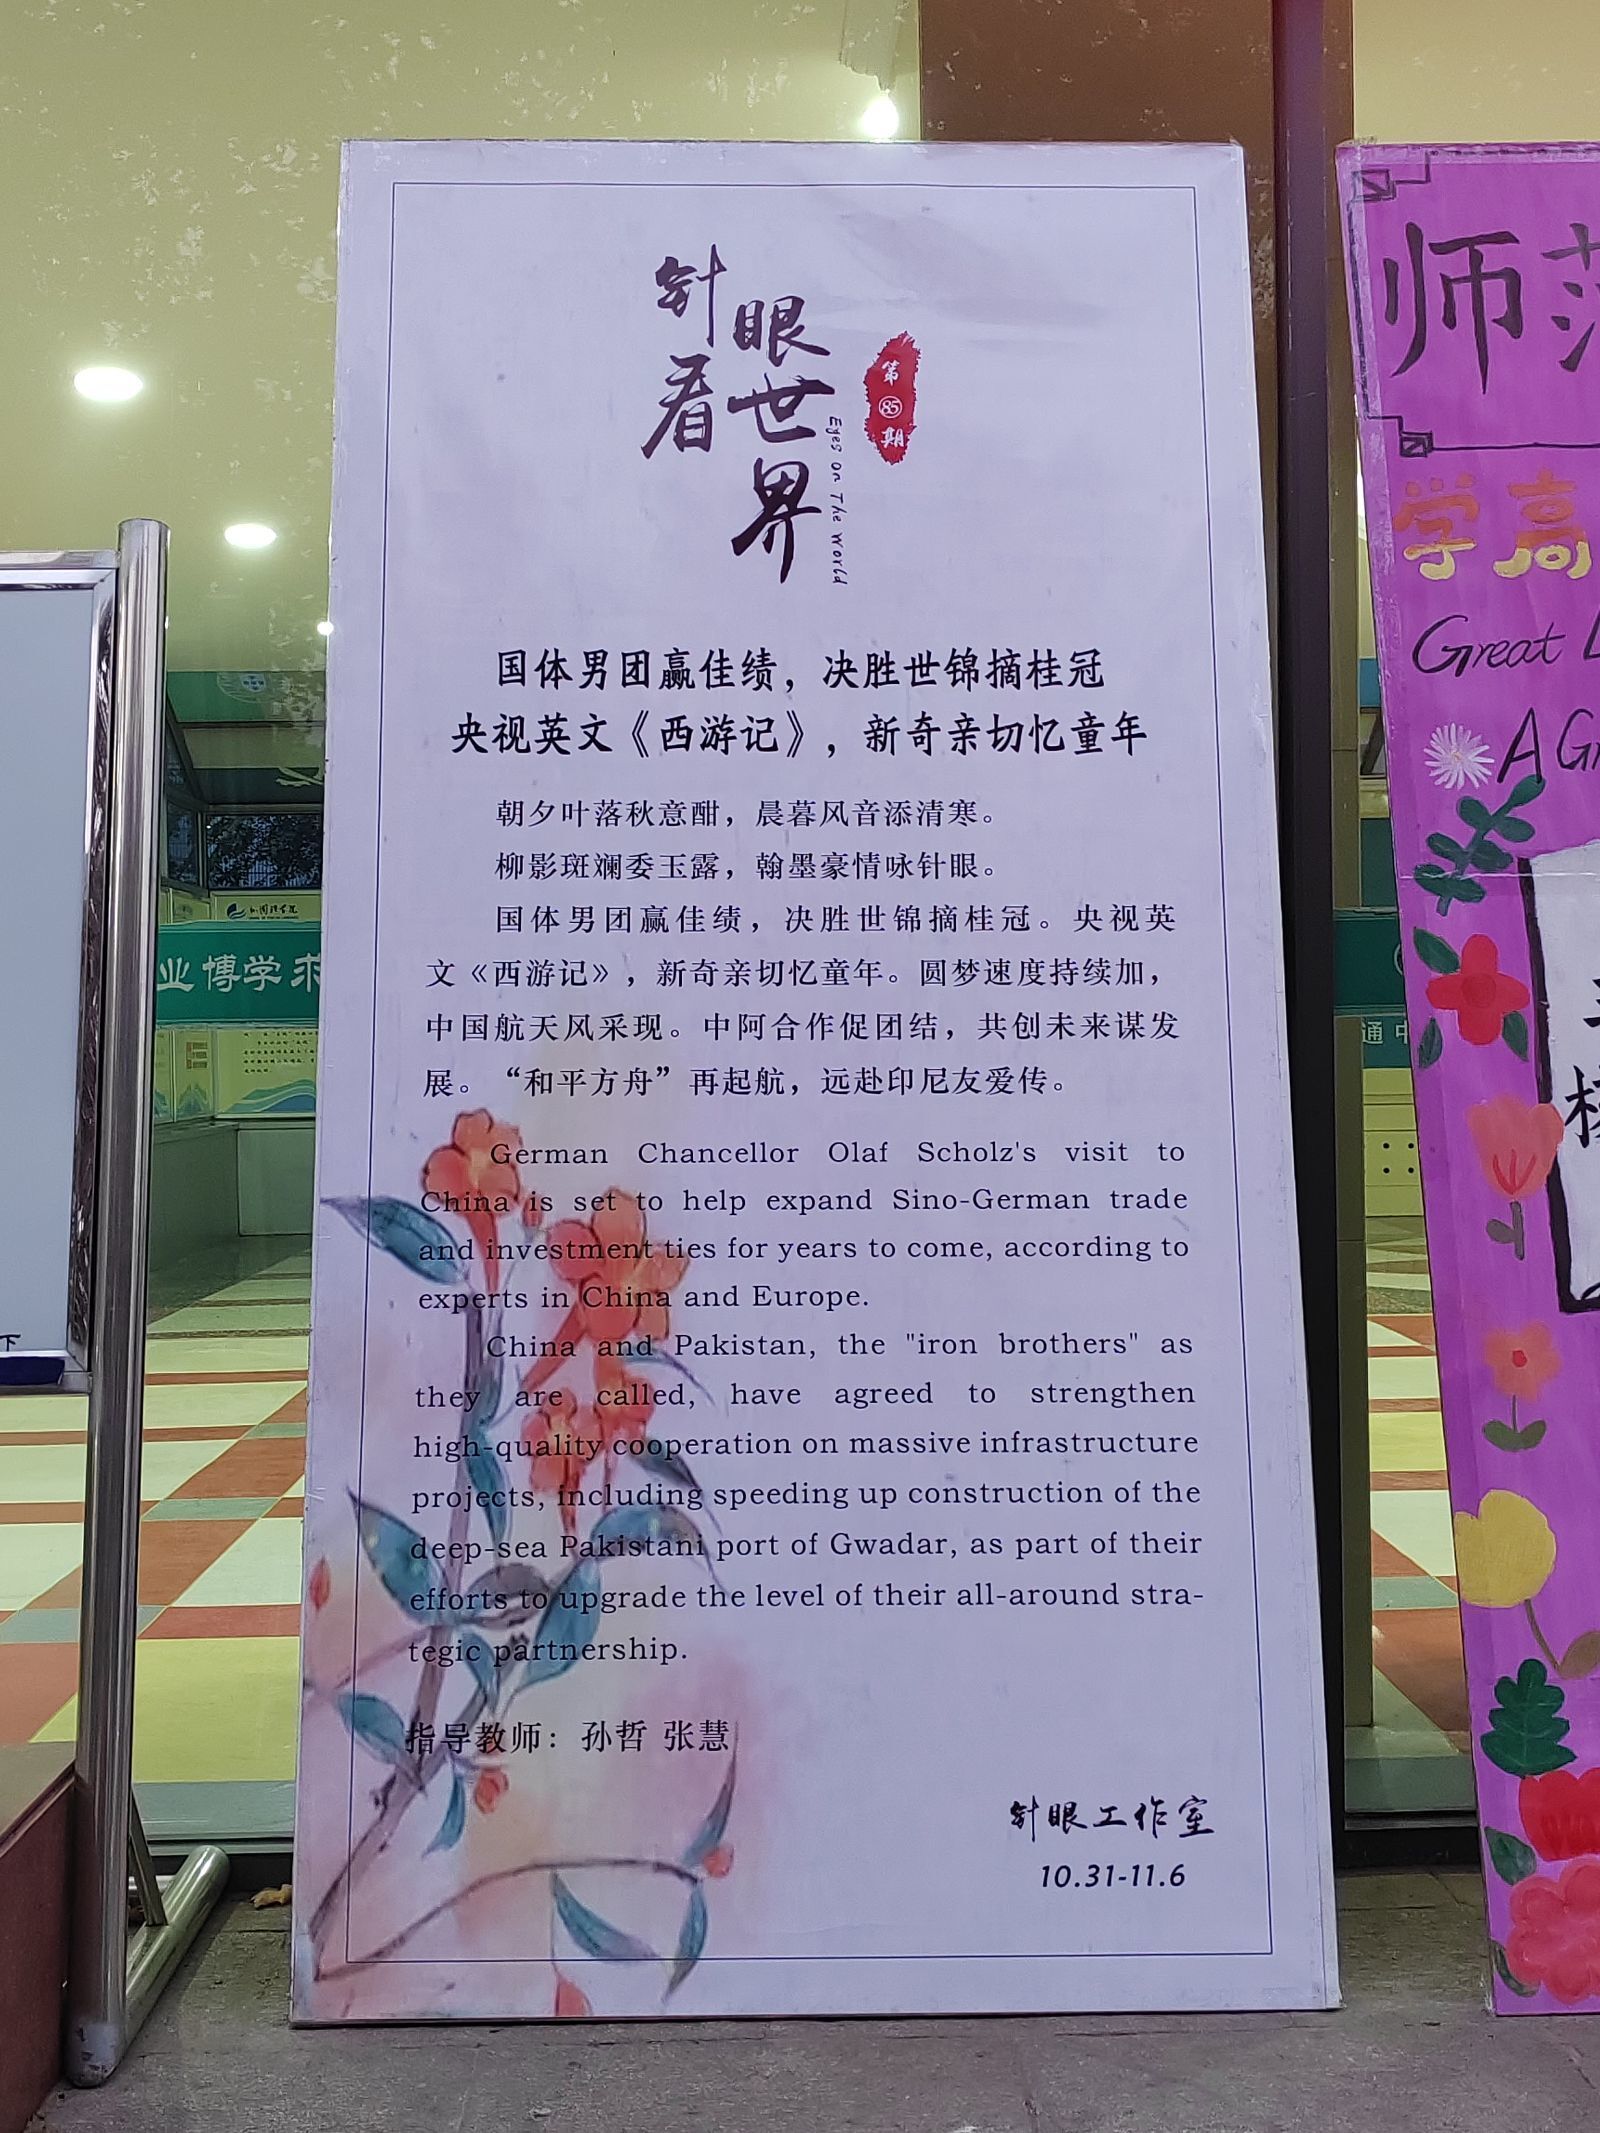 针眼看世界
Eyes On The World
第85期
国体男团赢佳绩，决胜世锦摘桂冠
央视英文《西游记》，新奇亲切忆童年
朝夕叶落秋意酣，晨暮风音添清寒。
柳影斑斓委玉露，翰墨豪情咏针眼。
国体男团赢佳绩，决胜世锦摘桂冠。央视英
文《西游记》，新奇亲切忆童年。圆梦速度持续加，
中国航天风采现。中阿合作促团结，共创未来谋发
展。“和平方舟”再起航，远赴印尼友爱传。
German Chancellor Olaf Scholz's visit to
China is set to help expand Sino-German trade
and investment ties for years to come, according to
experts in China and Europe.
China and Pakistan, the "iron brothers" as
they are called, have agreed to strengthen
high-quality cooperation on massive infrastructure
projects, including speeding up construction of the
deep-sea Pakistani port of Gwadar, as part of their
efforts to upgrade the level of their all-around stra-
tegic partnership.
指导教师：孙哲 张慧
针眼工作室
10.31-11.6
师范
学高
Great
A Gr
业博学求
通中
下